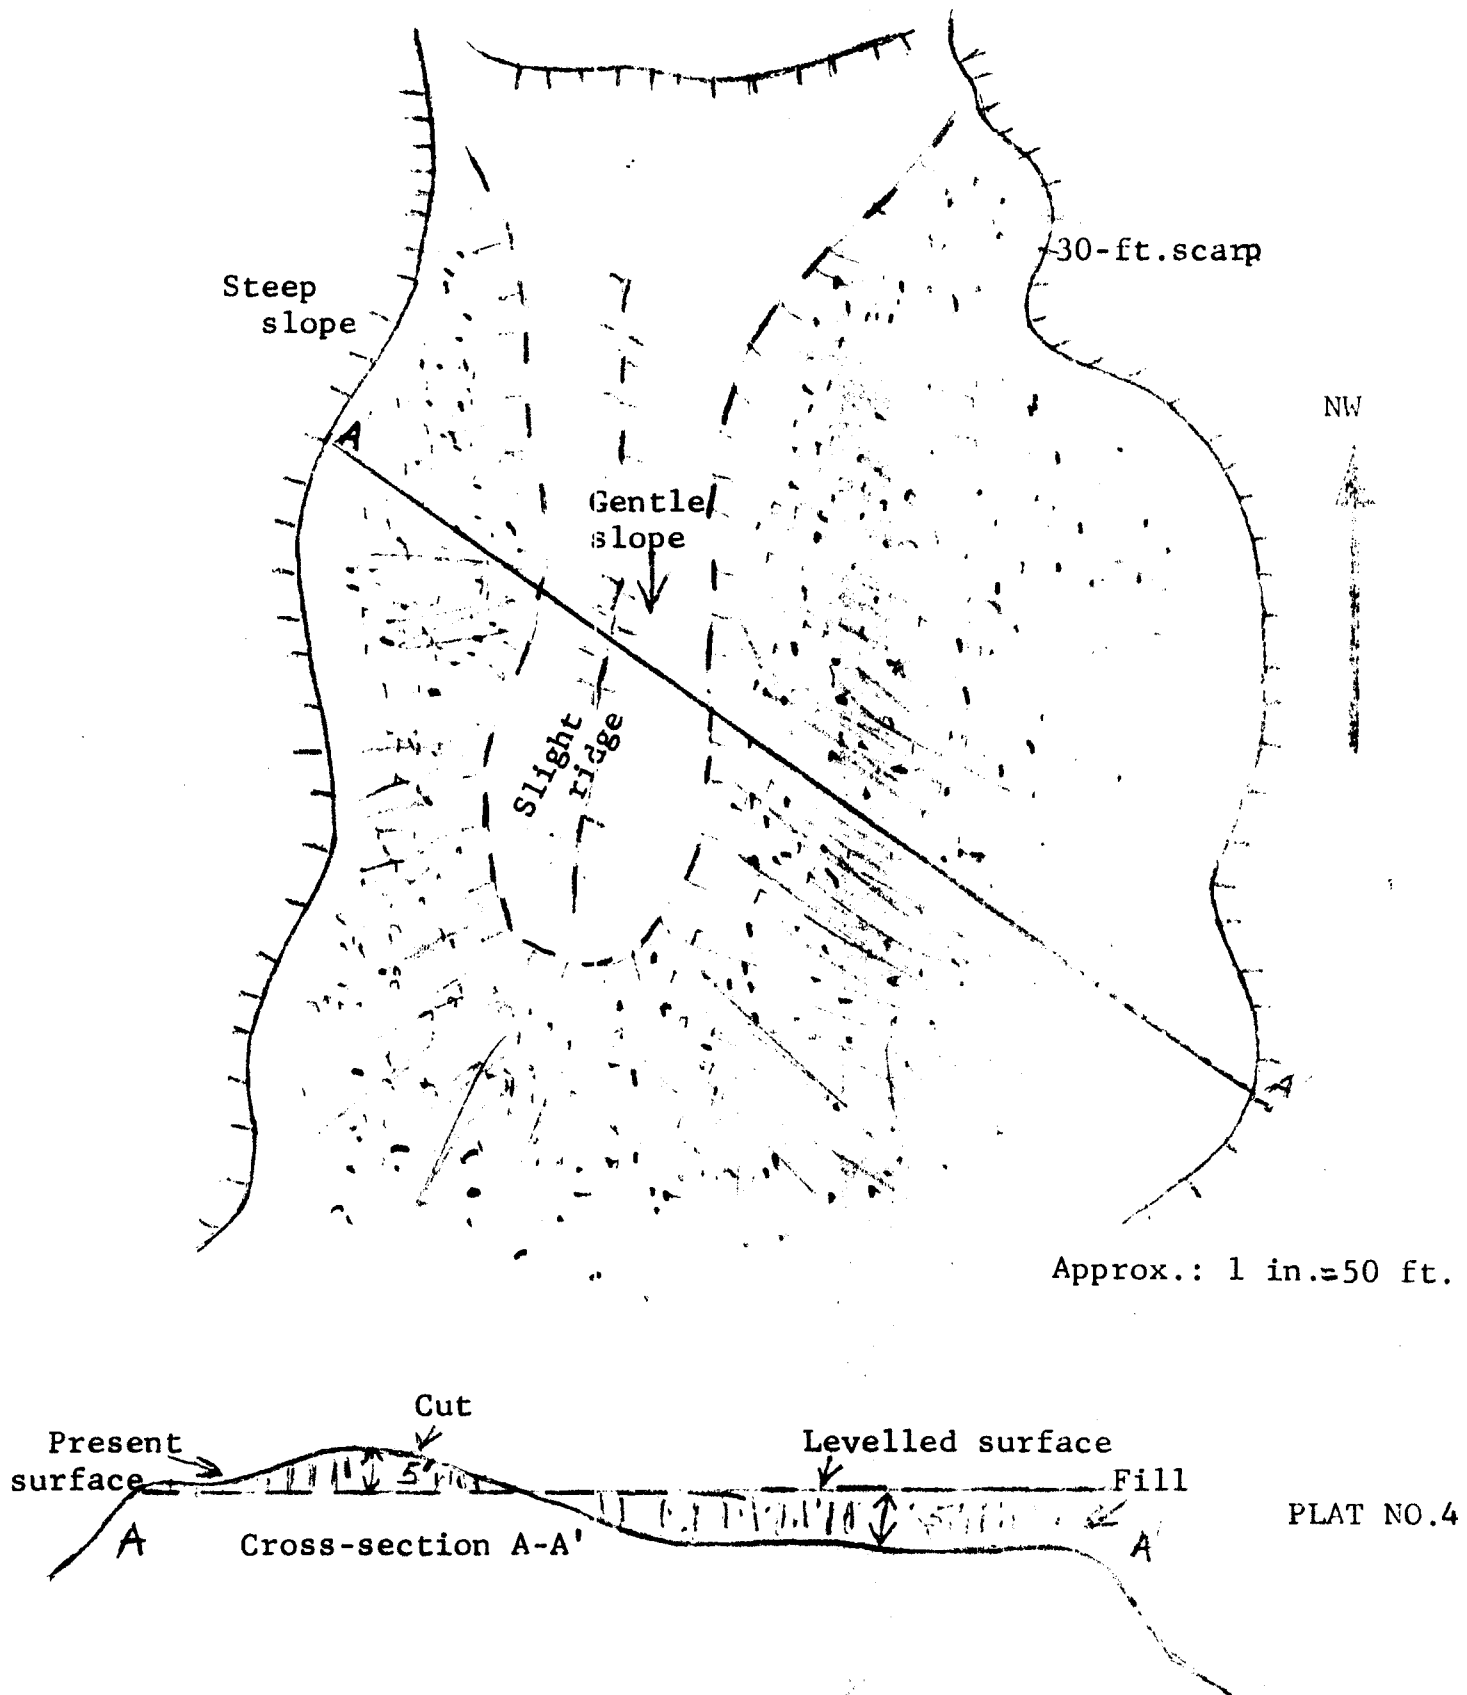 30-ft.scarp
Steep
slope
NW
A
Gentle
slope
Slight
ridge
A
Approx.: 1 in.=50 ft.
Cut
Present
surface
5'
Levelled surface
Fill
PLAT NO.4
A
Cross-section A-A'
A